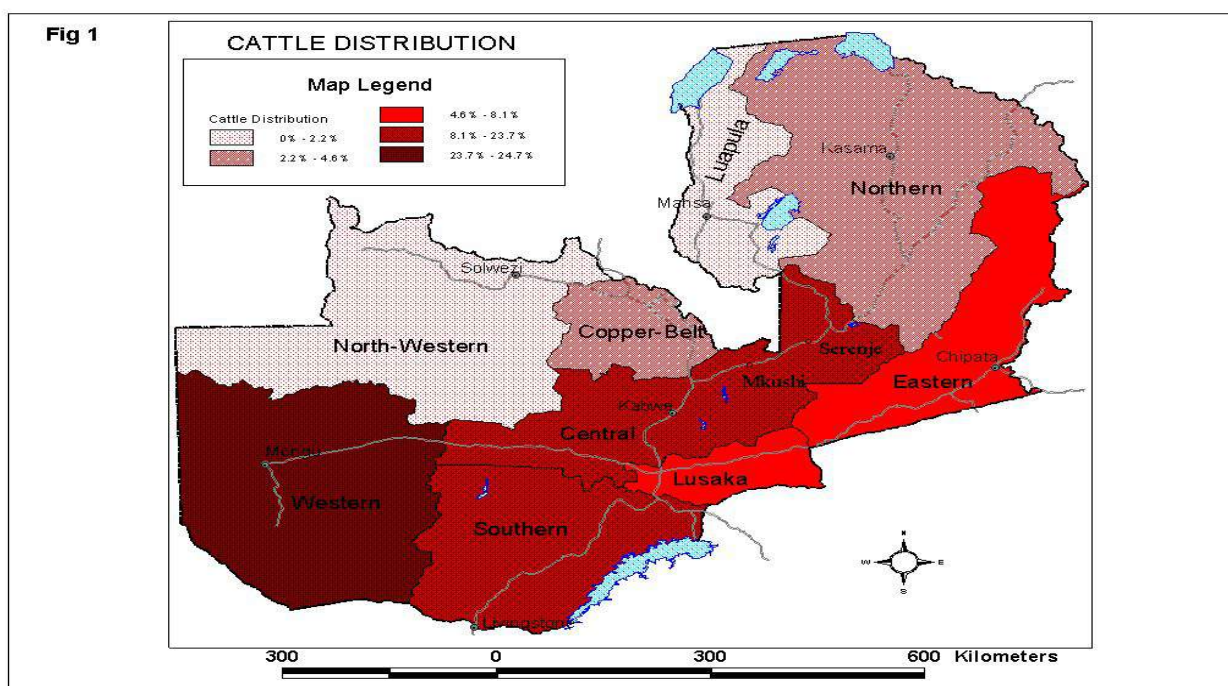 Fig 1
CATTLE DISTRIBUTION
Map Legend
Cattle Distribution
0% - 2.2%
2.2% - 4.6%
4.6% - 8.1%
8.1% - 23.7%
23.7% - 24.7%
Luapula
Kasama
Northern
Mansa
Solwezi
Copper-Belt
North-Western
Serenje
Chipata
Mkushi
Eastern
Kabwe
Central
Mongu
Lusaka
Western
Southern
Livingstone
N
W E
S
300 0 300 600 Kilometers